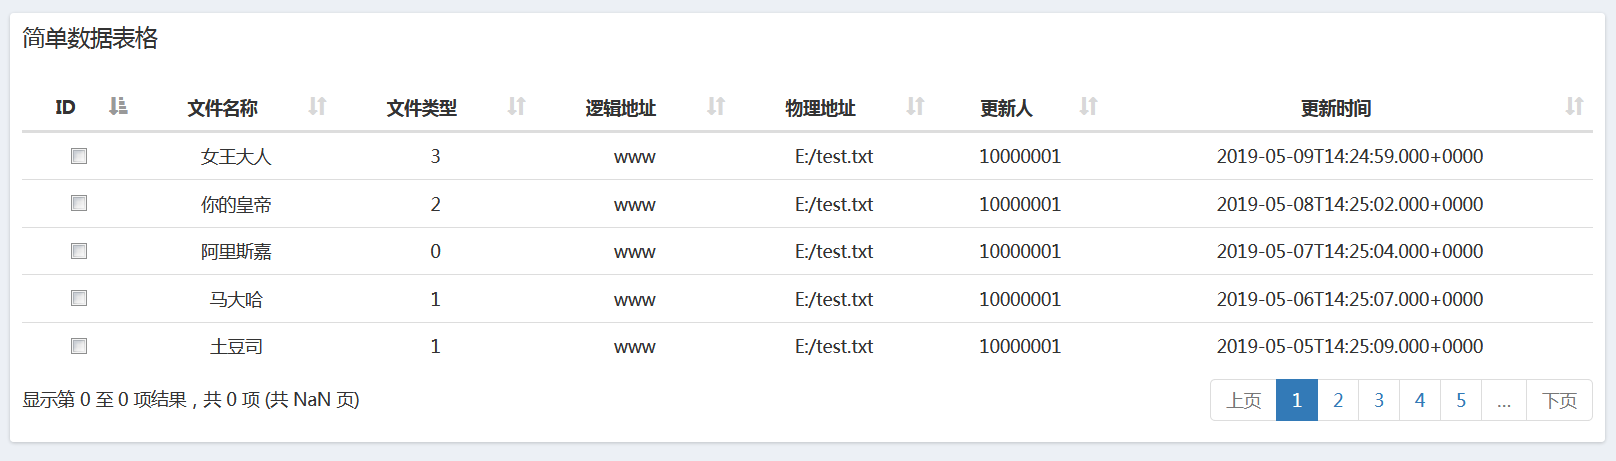 简单数据表格
ID 文件名称 文件类型 逻辑地址 物理地址 更新人 更新时间
女王大人 3 www E:/test.txt 10000001 2019-05-09T14:24:59.000+0000
你的皇帝 2 www E:/test.txt 10000001 2019-05-08T14:25:02.000+0000
阿里斯嘉 0 www E:/test.txt 10000001 2019-05-07T14:25:04.000+0000
马大哈 1 www E:/test.txt 10000001 2019-05-06T14:25:07.000+0000
土豆司 1 www E:/test.txt 10000001 2019-05-05T14:25:09.000+0000
显示第 0 至 0 项结果，共 0 项 (共 NaN 页) 上页 1 2 3 4 5 ... 下页